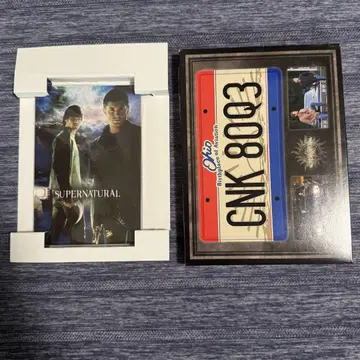 SUPERNATURAL
Ohio
Birthplace of Aviation
CNK 80Q3